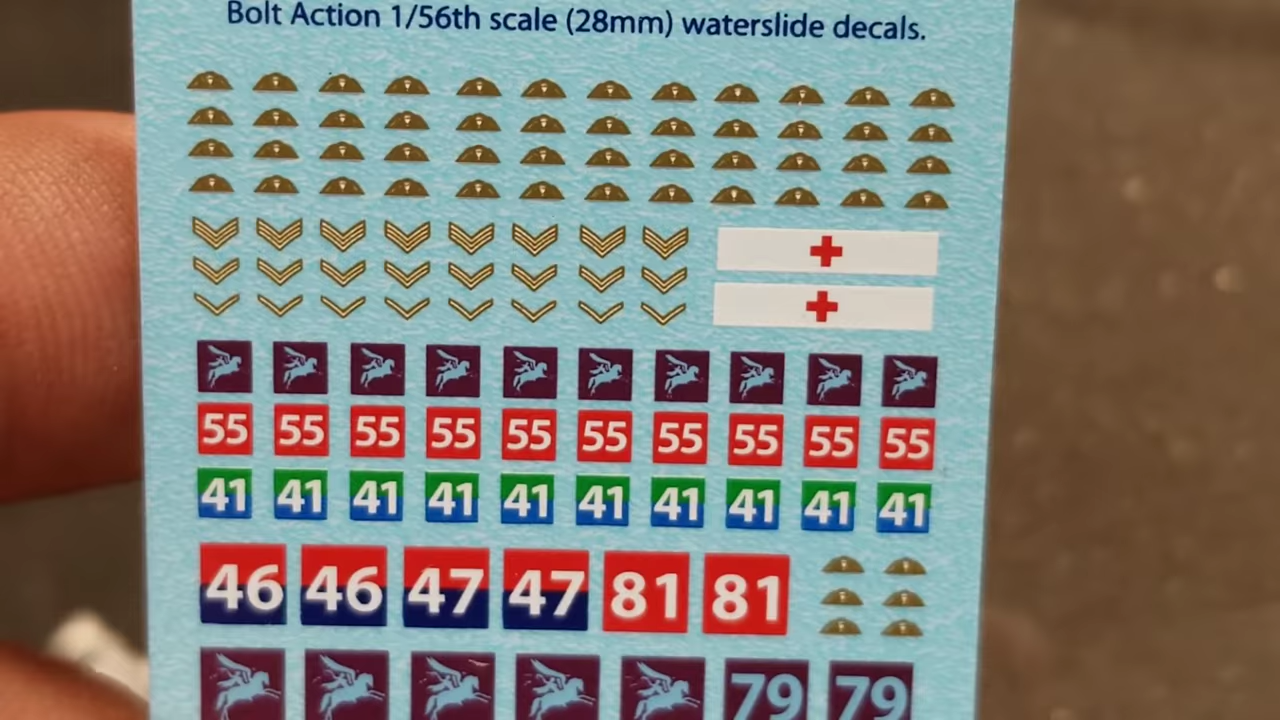 Bolt Action 1/56th scale (28mm) waterslide decals.
55 55 55 55 55 55 55 55 55 55
41 41 41 41 41 41 41 41 41 41
46 46 47 47 81 81
79 79